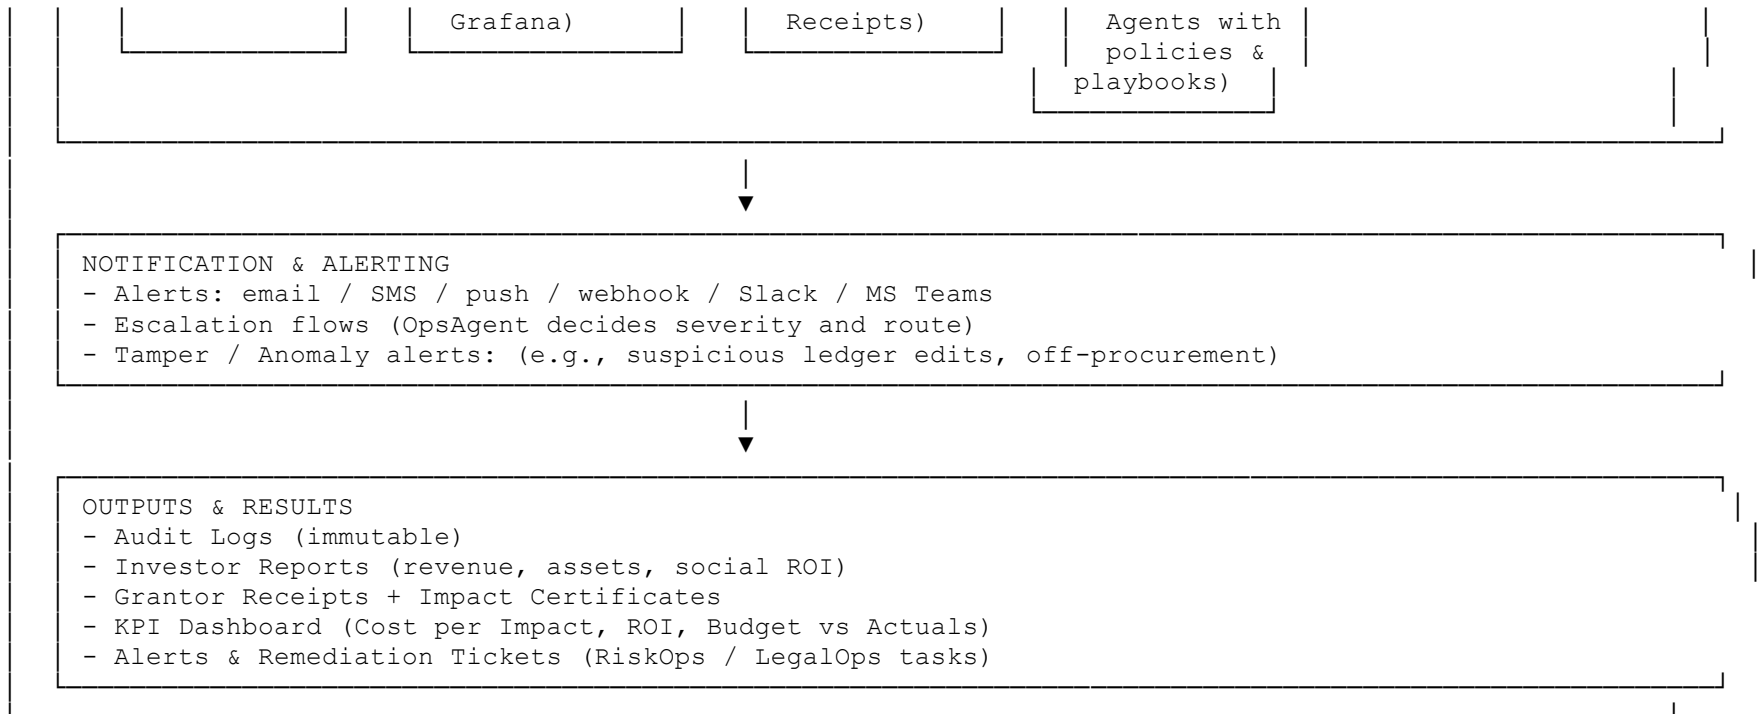 Grafana) Receipts) Agents with
policies &
playbooks)
NOTIFICATION & ALERTING
- Alerts: email / SMS / push / webhook / Slack / MS Teams
- Escalation flows (OpsAgent decides severity and route)
- Tamper / Anomaly alerts: (e.g., suspicious ledger edits, off-procurement)
OUTPUTS & RESULTS
- Audit Logs (immutable)
- Investor Reports (revenue, assets, social ROI)
- Grantor Receipts + Impact Certificates
- KPI Dashboard (Cost per Impact, ROI, Budget vs Actuals)
- Alerts & Remediation Tickets (RiskOps / LegalOps tasks)